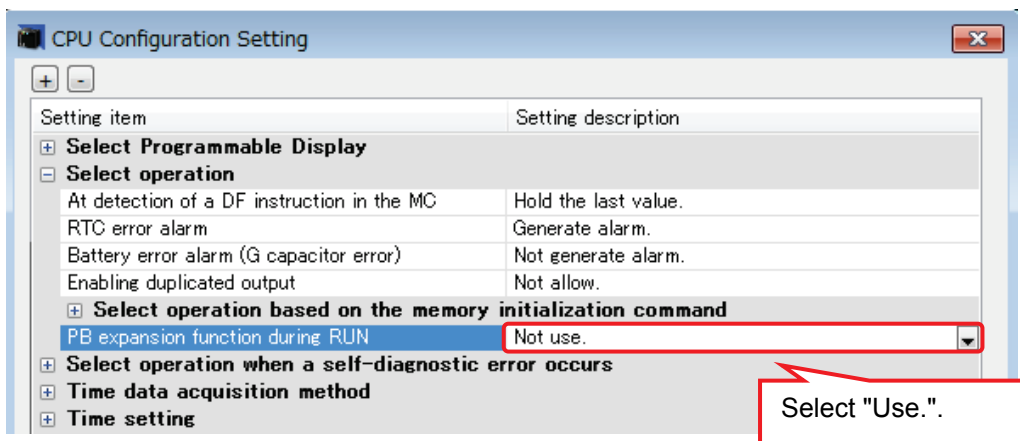 CPU Configuration Setting
+ -
Setting item Setting description
Select Programmable Display
Select operation
At detection of a DF instruction in the MC Hold the last value.
RTC error alarm Generate alarm.
Battery error alarm (G capacitor error) Not generate alarm.
Enabling duplicated output Not allow.
Select operation based on the memory initialization command
PB expansion function during RUN Not use.
Select operation when a self-diagnostic error occurs
Time data acquisition method
Time setting
Select "Use.".